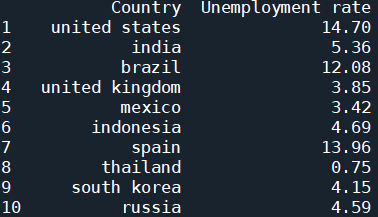 Country Unemployment rate
1 united states 14.70
2 india 5.36
3 brazil 12.08
4 united kingdom 3.85
5 mexico 3.42
6 indonesia 4.69
7 spain 13.96
8 thailand 0.75
9 south korea 4.15
10 russia 4.59